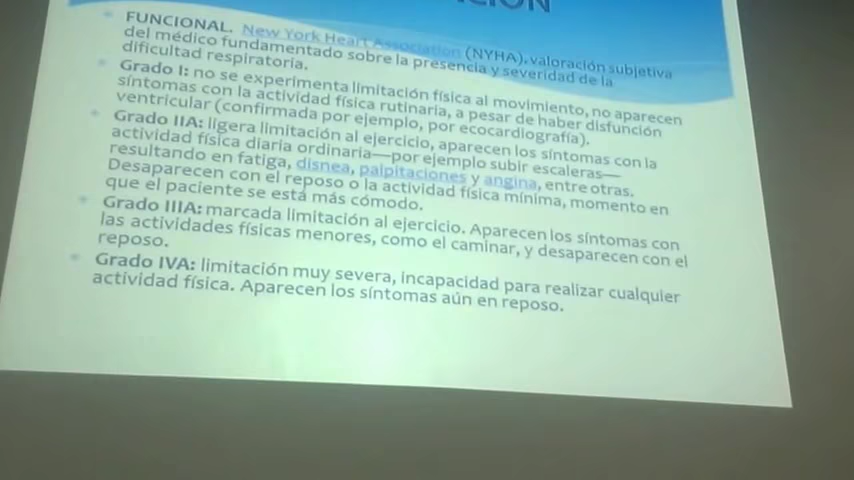 FUNCIONAL. New York Heart Association (NYHA). valoración subjetiva
del médico fundamentado sobre la presencia y severidad de la
dificultad respiratoria.
Grado I: no se experimenta limitación física al movimiento, no aparecen
síntomas con la actividad física rutinaria, a pesar de haber disfunción
ventricular (confirmada por ejemplo, por ecocardiografía).
Grado IIA: ligera limitación al ejercicio, aparecen los síntomas con la
actividad física diaria ordinaria—por ejemplo subir escaleras—
resultando en fatiga, disnea, palpitaciones y angina, entre otras.
Desaparecen con el reposo o la actividad física mínima, momento en
que el paciente se está más cómodo.
Grado IIIA: marcada limitación al ejercicio. Aparecen los síntomas con
las actividades físicas menores, como el caminar, y desaparecen con el
reposo.
Grado IVA: limitación muy severa, incapacidad para realizar cualquier
actividad física. Aparecen los síntomas aún en reposo.